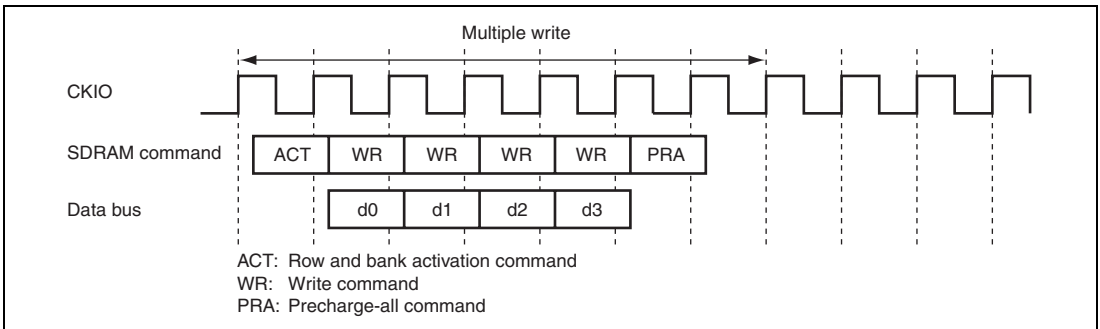 Multiple write
CKIO
SDRAM command ACT WR WR WR WR PRA
Data bus d0 d1 d2 d3
ACT: Row and bank activation command
WR: Write command
PRA: Precharge-all command